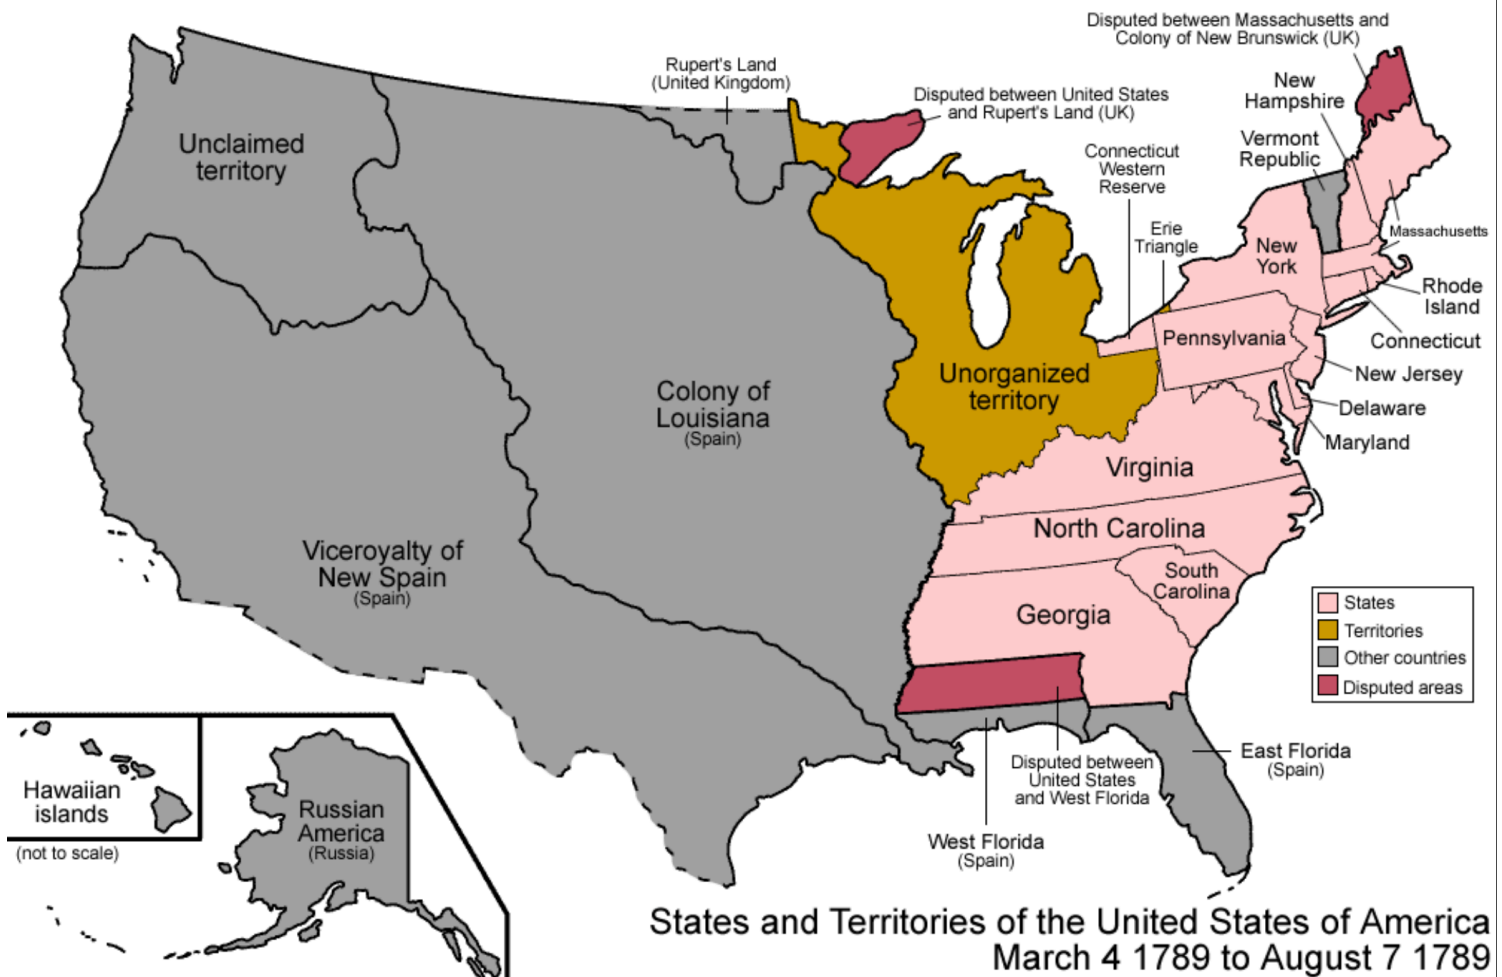 Disputed between Massachusetts and
Colony of New Brunswick (UK)
Rupert's Land
(United Kingdom)
New
Hampshire
Disputed between United States
and Rupert's Land (UK)
Vermont
Republic
Connecticut
Western
Reserve
Unclaimed
territory
Erie
Triangle
Massachusetts
New
York
Rhode
Island
Pennsylvania
Connecticut
New Jersey
Unorganized
territory
Colony of
Louisiana
(Spain)
Delaware
Maryland
Virginia
North Carolina
Viceroyalty of
New Spain
(Spain)
South
Carolina
Georgia
States
Territories
Other countries
Disputed areas
East Florida
(Spain)
Disputed between
United States
and West Florida
West Florida
(Spain)
Hawaiian
islands
(not to scale)
Russian
America
(Russia)
States and Territories of the United States of America
March 4 1789 to August 7 1789